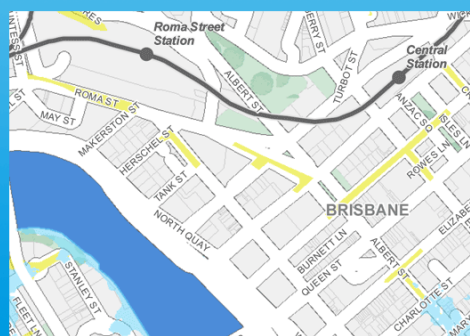 Roma Street
Station
Central
Station
ALBERT ST
TURBOT ST
ANZAC SQ
ROMA ST
MAY ST
MAKERSTON ST
HERSCHEL ST
TANK ST
NORTH QUAY
ROWES LN
BRISBANE
BURNETT LN
QUEEN ST
ALBERT ST
CHARLOTTE ST
STANLEY ST
FLEET LN